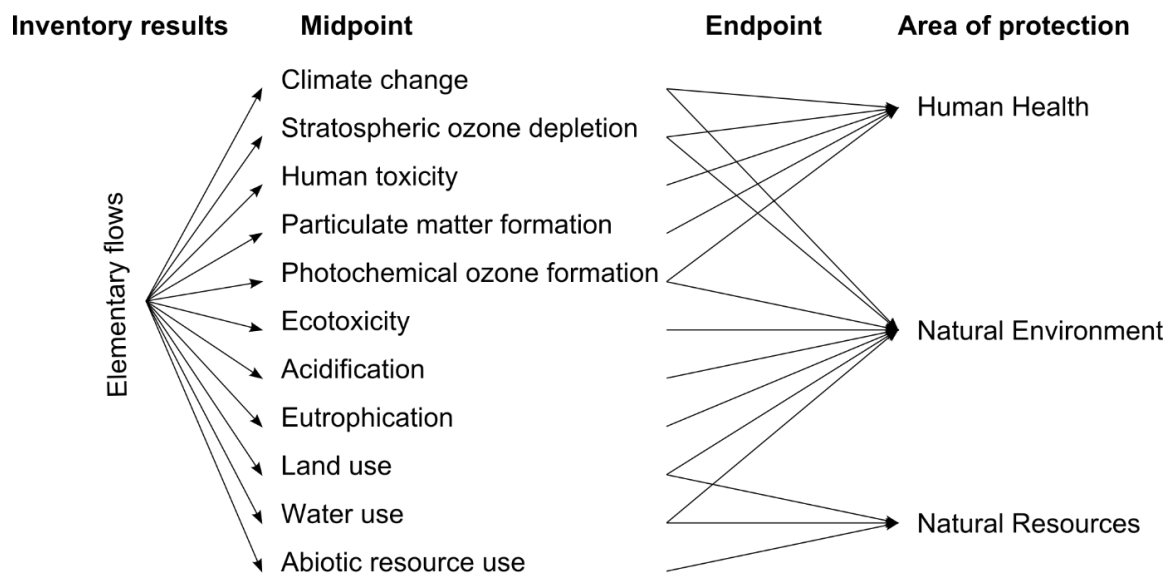 Inventory results
Midpoint
Endpoint
Area of protection
Elementary flows
Climate change
Stratospheric ozone depletion
Human toxicity
Particulate matter formation
Photochemical ozone formation
Ecotoxicity
Acidification
Eutrophication
Land use
Water use
Abiotic resource use
Human Health
Natural Environment
Natural Resources